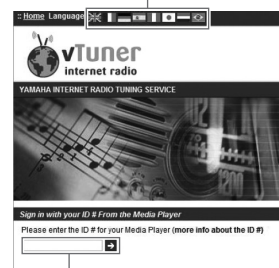 :: Home Language
vTuner
internet radio
YAMAHA INTERNET RADIO TUNING SERVICE
Sign in with your ID # From the Media Player
Please enter the ID # for your Media Player (more info about the ID #)